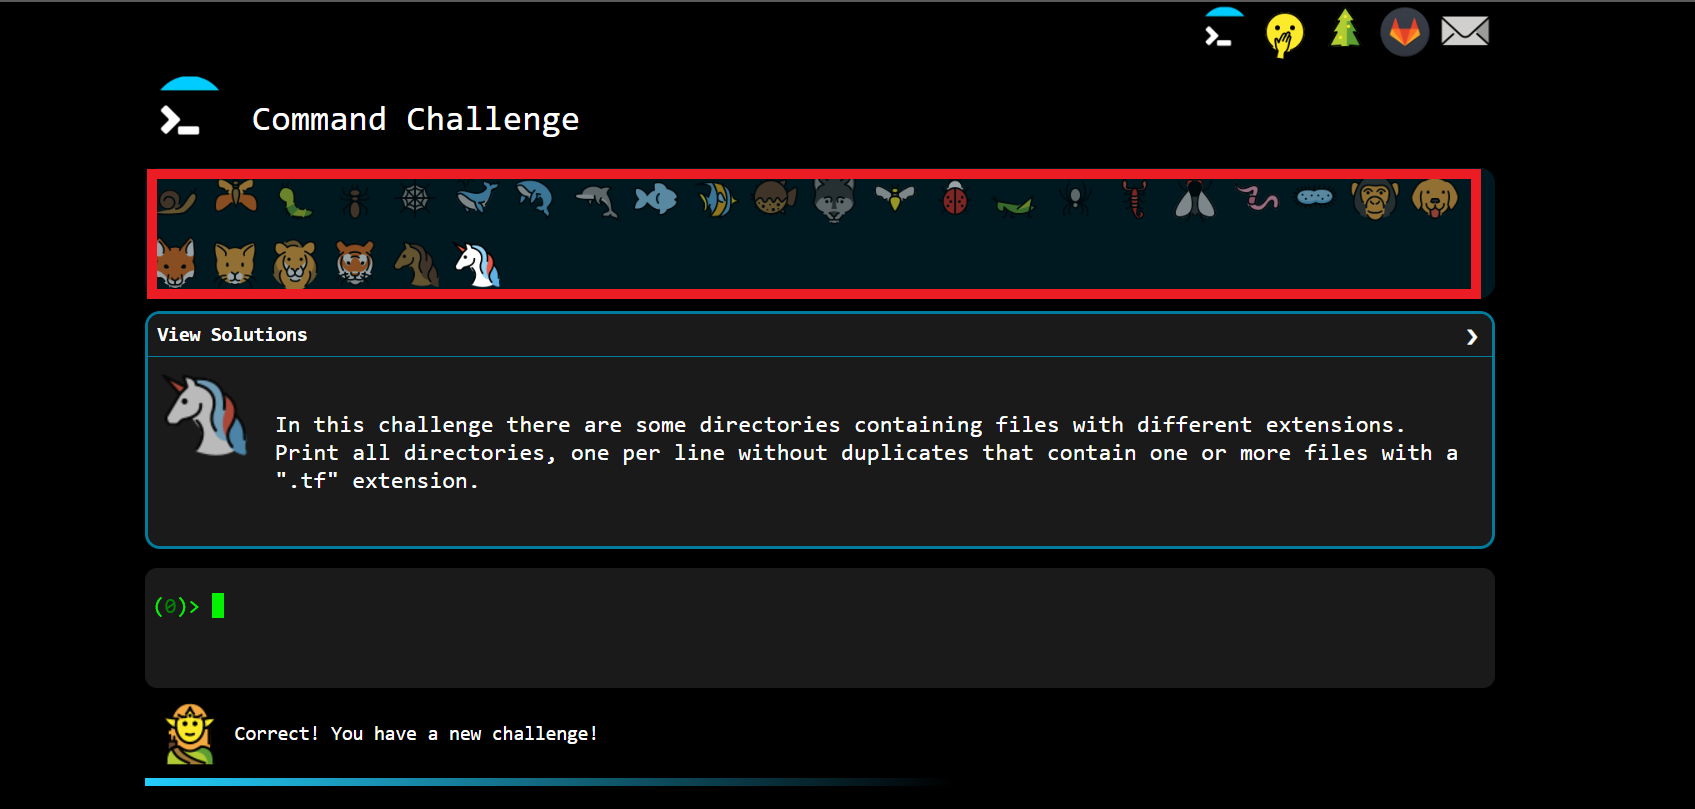 Command Challenge
View Solutions
In this challenge there are some directories containing files with different extensions.
Print all directories, one per line without duplicates that contain one or more files with a
".tf" extension.
(0)>
Correct! You have a new challenge!